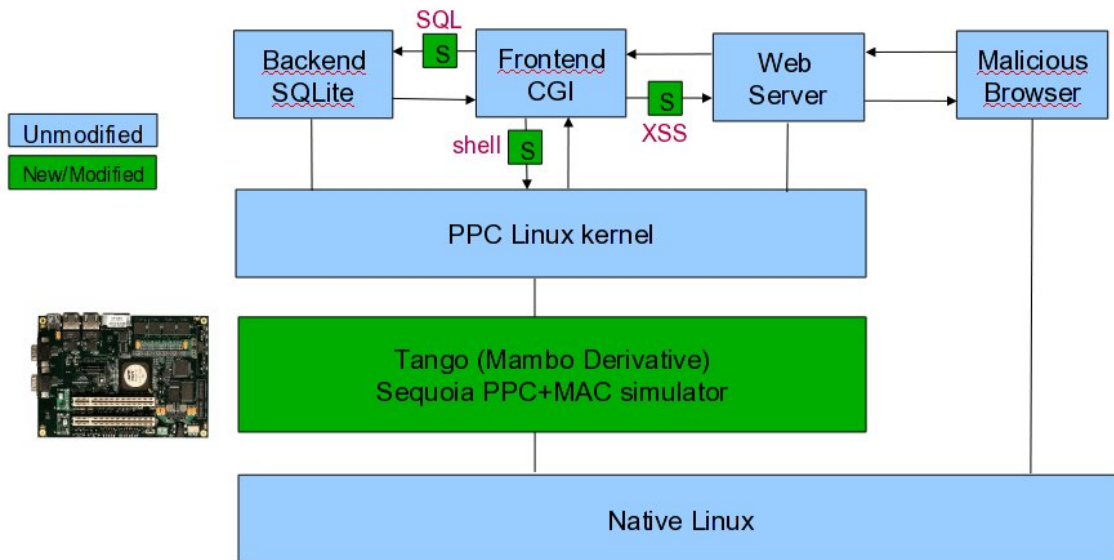 SQL
Backend
SQLite
S
Frontend
CGI
S
XSS
Web
Server
Malicious
Browser
shell
S
Unmodified
New/Modified
PPC Linux kernel
Tango (Mambo Derivative)
Sequoia PPC+MAC simulator
Native Linux